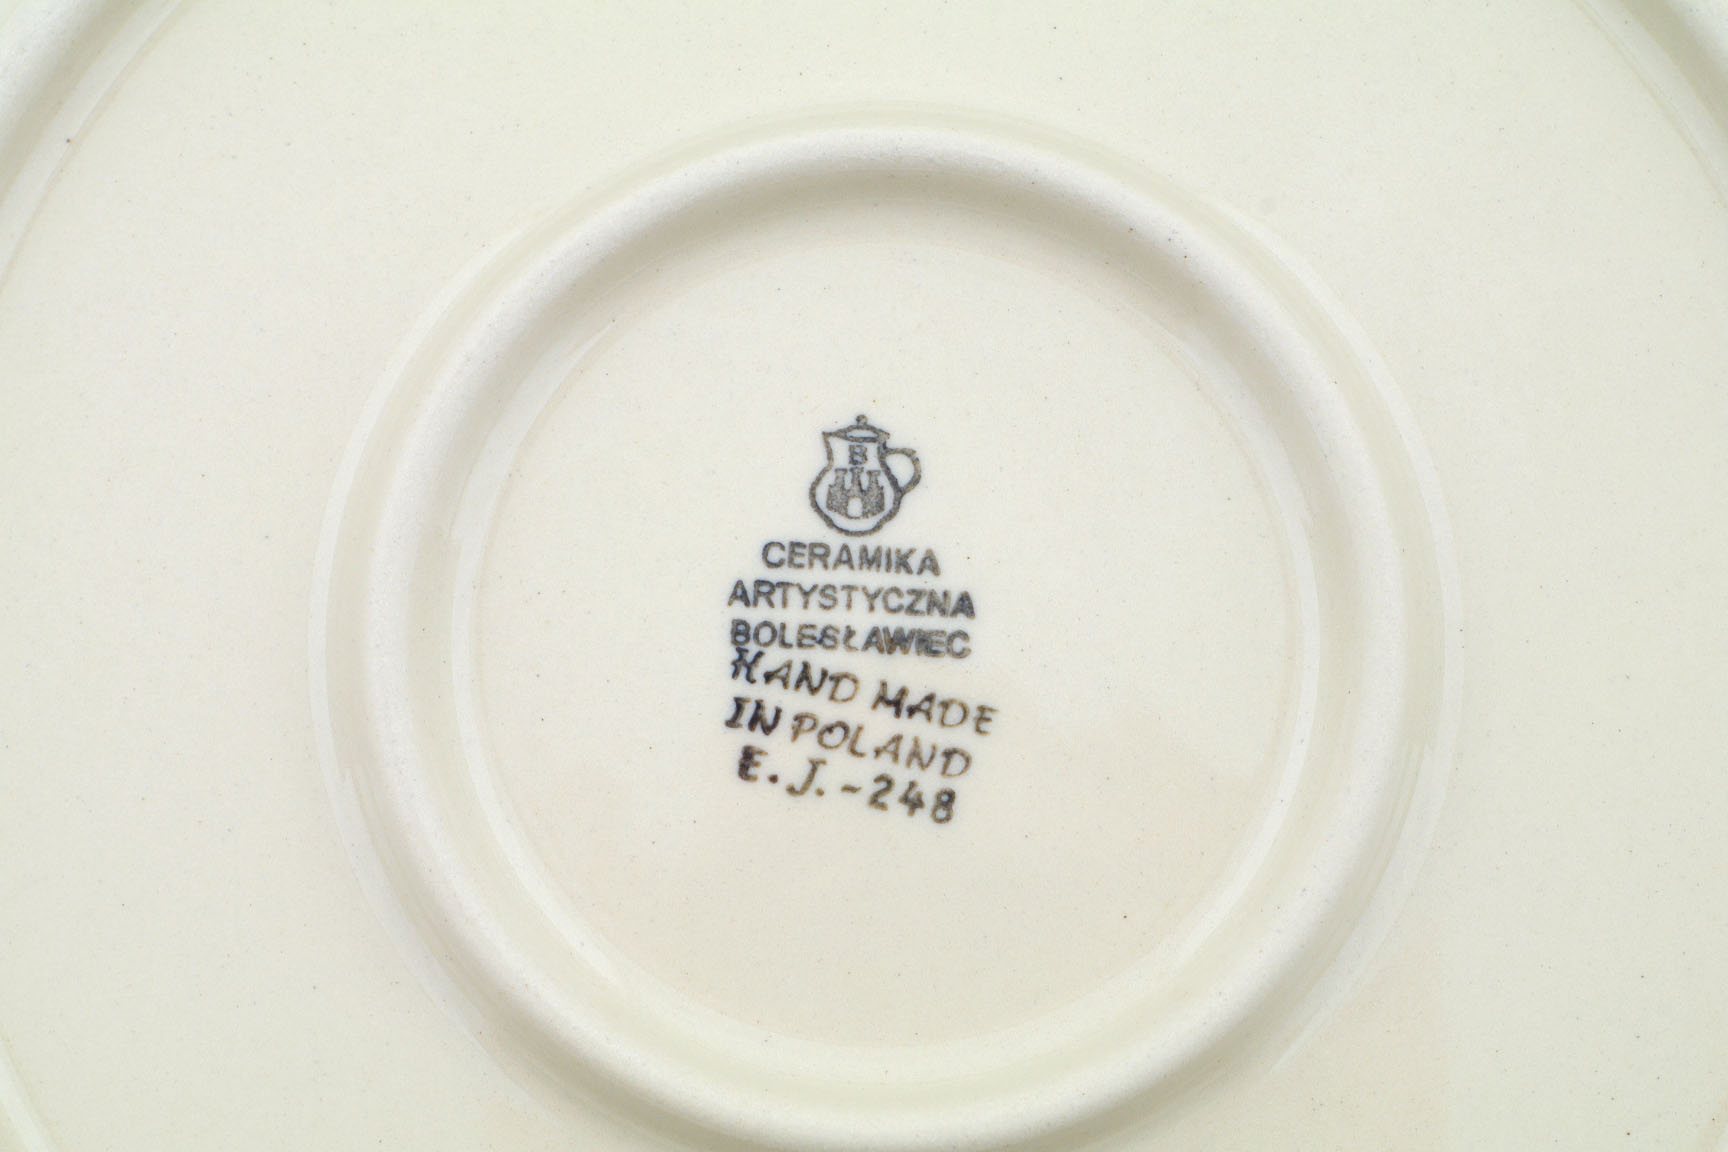 B
CERAMIKA
ARTYSTYCZNA
BOLESŁAWIEC
HAND MADE
IN POLAND
E. J. -248